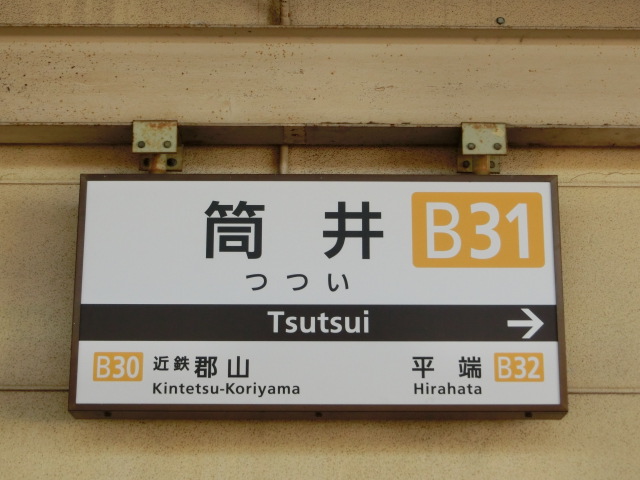 筒井 B31
つつい
Tsutsui →
B30 近鉄郡山 平端 B32
Kintetsu-Koriyama Hirahata